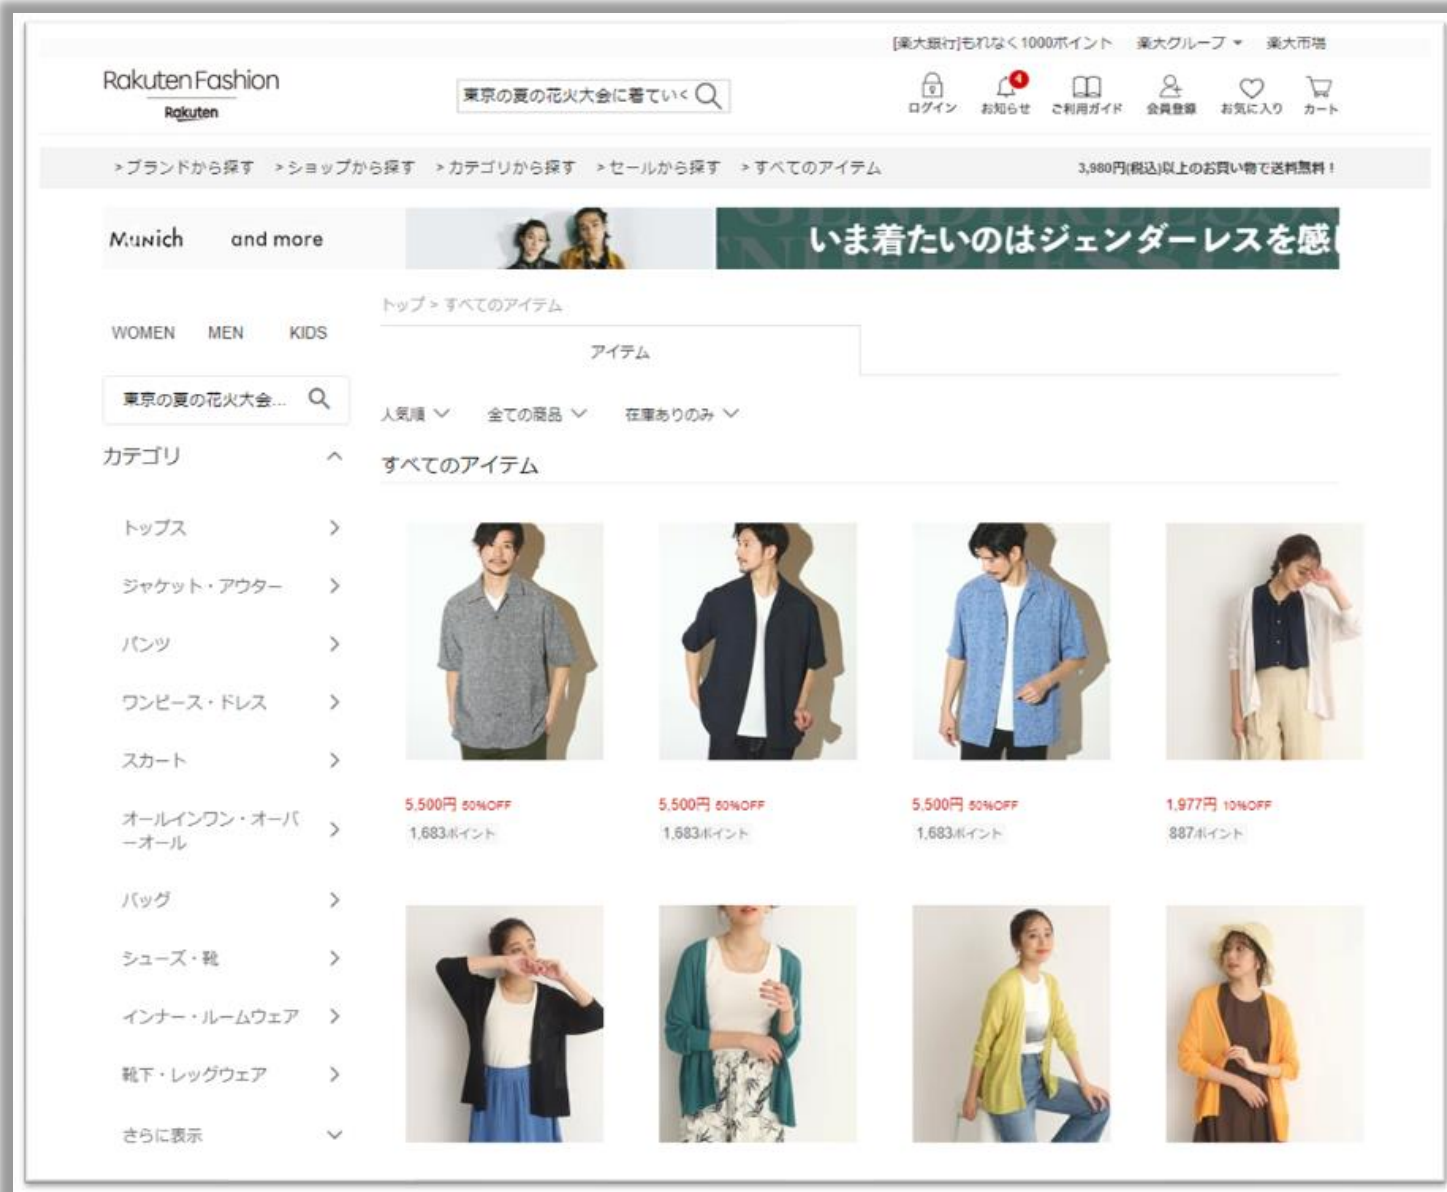 [楽大銀行]もれなく1000ポイント 楽大グループ 楽大市場
Rakuten Fashion
Rakuten
東京の夏の花火大会に着ていく
ログイン
4
お知らせ
ご利用ガイド
会員登録
お気に入り
カート
>ブランドから探す >ショップから探す >カテゴリから探す >セールから探す >すべてのアイテム
3,980円(税込)以上のお買い物で送料無料！
Munich and more
いま着たいのはジェンダーレスを感
トップ > すべてのアイテム
WOMEN MEN KIDS
アイテム
東京の夏の花火大会...
人気順 全ての商品 在庫ありのみ
カテゴリ
すべてのアイテム
トップス
ジャケット・アウター
パンツ
ワンピース・ドレス
スカート
オールインワン・オーバ
ーオール
バッグ
シューズ・靴
インナー・ルームウェア
靴下・レッグウェア
さらに表示
5,500円 50%OFF
1,683ポイント
5,500円 50%OFF
1,683ポイント
5,500円 50%OFF
1,683ポイント
1,977円 10%OFF
887ポイント